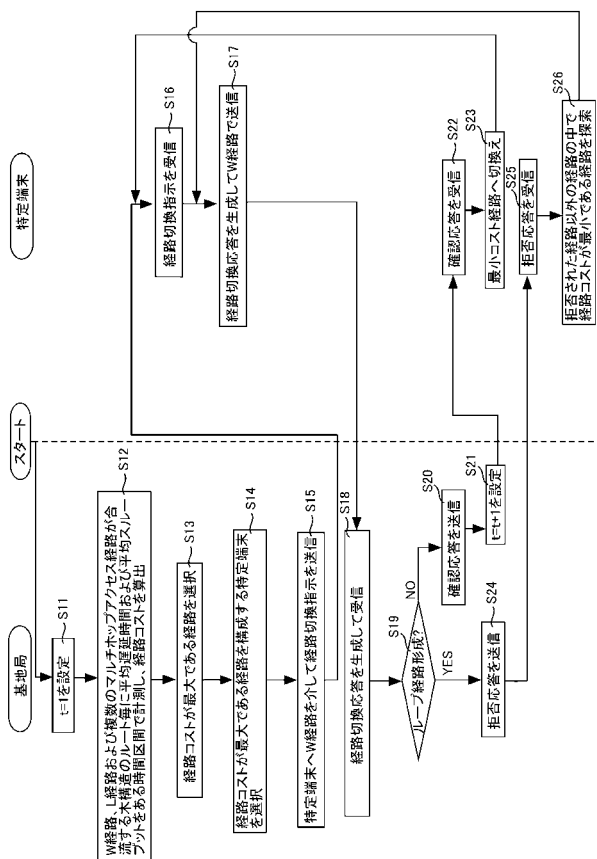 スタート
基地局
特定端末
S11
t=1を設定
S12
W経路、L経路および複数のマルチホップアクセス経路が合
流する木構造のルート毎に平均遅延時間および平均スルー
プットをある時間区間で計測し、経路コストを算出
S13
経路コストが最大である経路を選択
S14
経路コストが最大である経路を構成する特定端末
を選択
S15
特定端末へW経路を介して経路切換指示を送信
S16
経路切換指示を受信
S17
経路切換応答を生成してW経路で送信
S18
経路切換応答を生成して受信
S19
ループ経路形成?
NO
YES
S20
確認応答を送信
S21
t=t+1を設定
S22
確認応答を受信
S23
最小コスト経路へ切換え
S24
拒否応答を送信
S25
拒否応答を受信
S26
拒否された経路以外の経路の中で
経路コストが最小である経路を探索